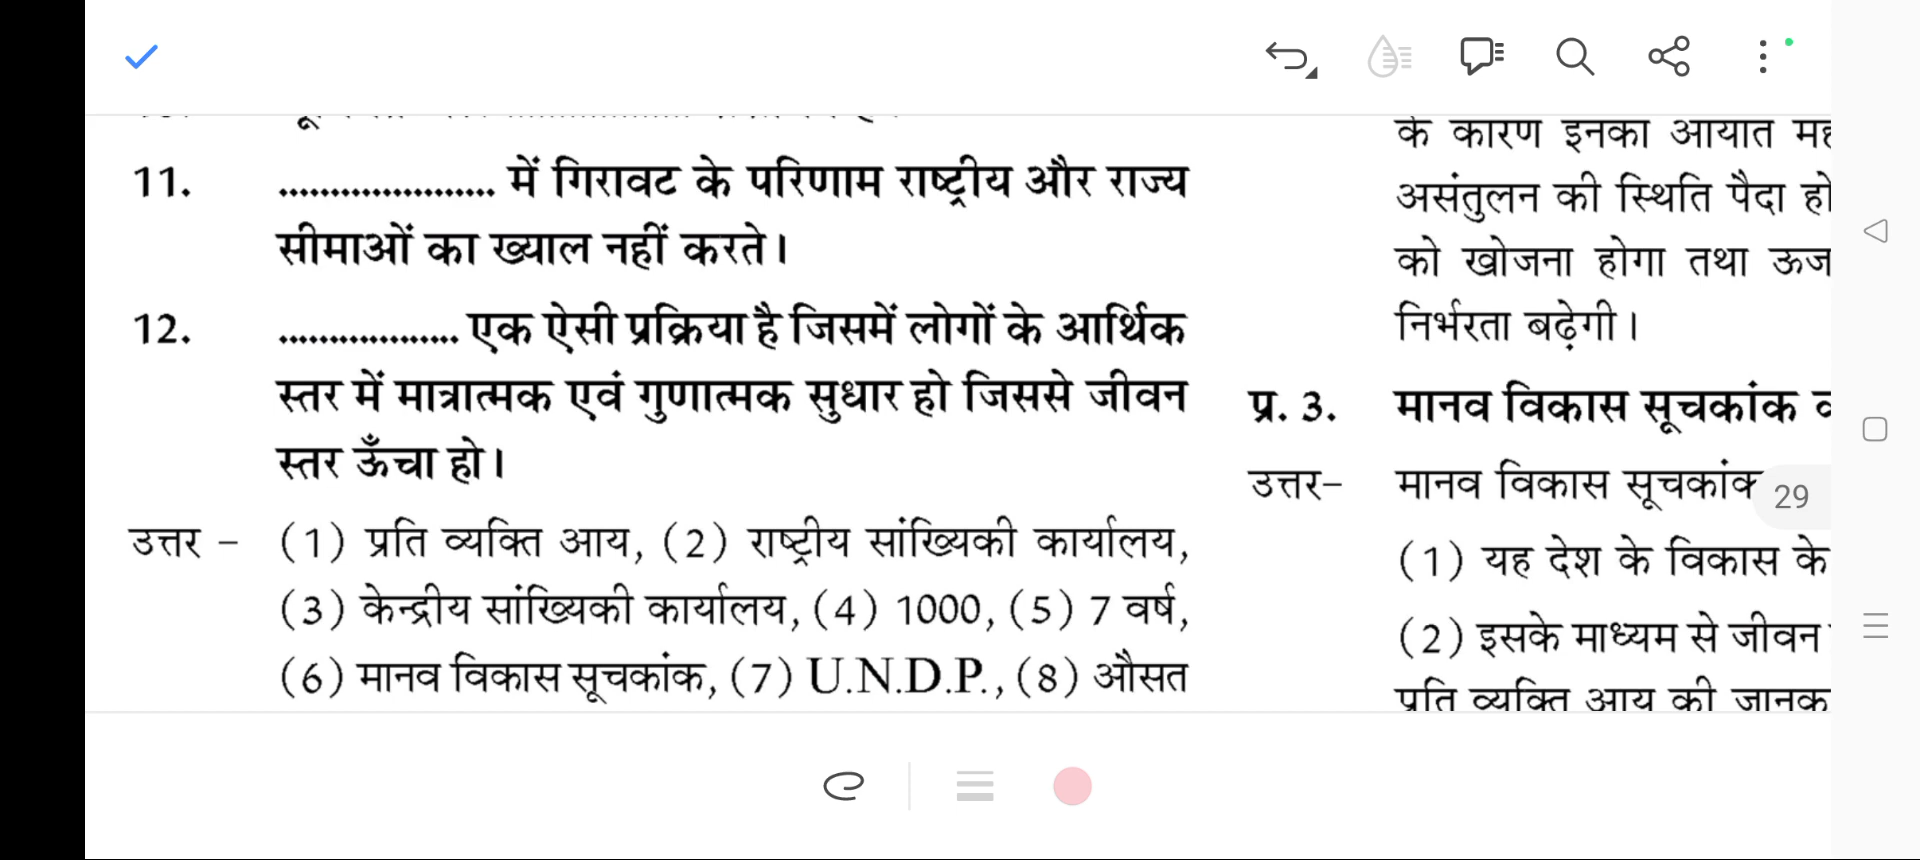 11. ..................... में गिरावट के परिणाम राष्ट्रीय और राज्य
सीमाओं का ख्याल नहीं करते।
12. .................. एक ऐसी प्रक्रिया है जिसमें लोगों के आर्थिक
स्तर में मात्रात्मक एवं गुणात्मक सुधार हो जिससे जीवन
स्तर ऊँचा हो।
उत्तर – (1) प्रति व्यक्ति आय, (2) राष्ट्रीय सांख्यिकी कार्यालय,
(3) केन्द्रीय सांख्यिकी कार्यालय, (4) 1000, (5) 7 वर्ष,
(6) मानव विकास सूचकांक, (7) U.N.D.P., (8) औसत
के कारण इनका आयात
असंतुलन की स्थिति पैदा हो
को खोजना होगा तथा
निर्भरता बढ़ेगी।
प्र. 3. मानव विकास सूचकांक
उत्तर– मानव विकास सूचकांक
(1) यह देश के विकास के
(2) इसके माध्यम से जीवन
प्रति व्यक्ति आय की
29